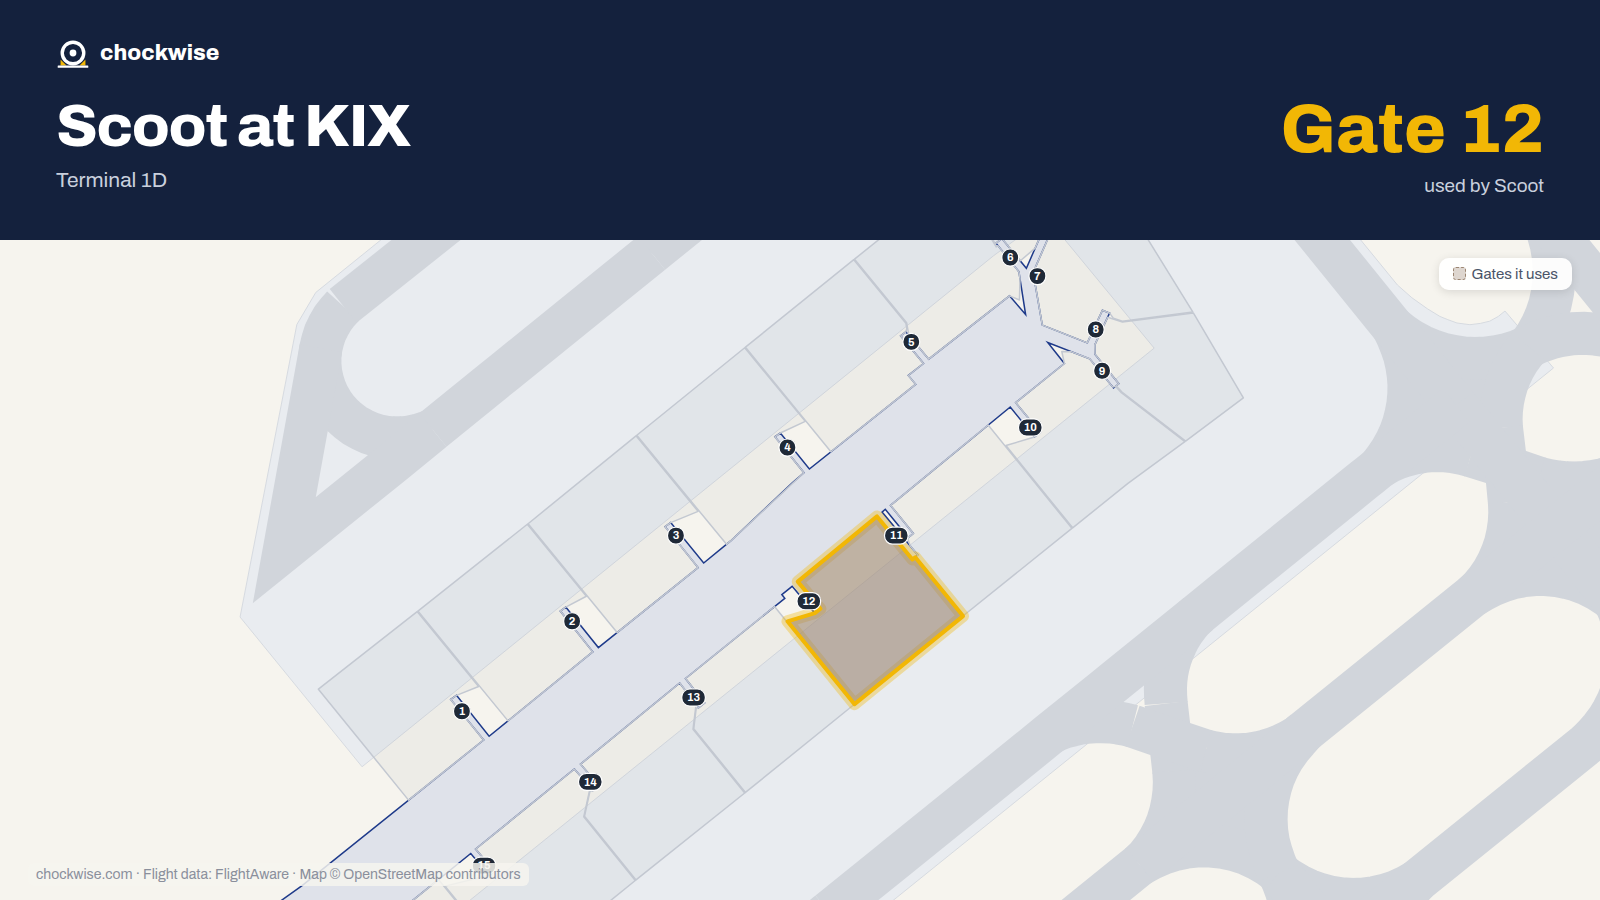 chockwise
Scoot at KIX
Terminal 1D
Gate 12
used by Scoot
Gates it uses
6
7
8
5
9
10
4
3
11
12
2
13
1
14
15
chockwise.com · Flight data: FlightAware · Map © OpenStreetMap contributors